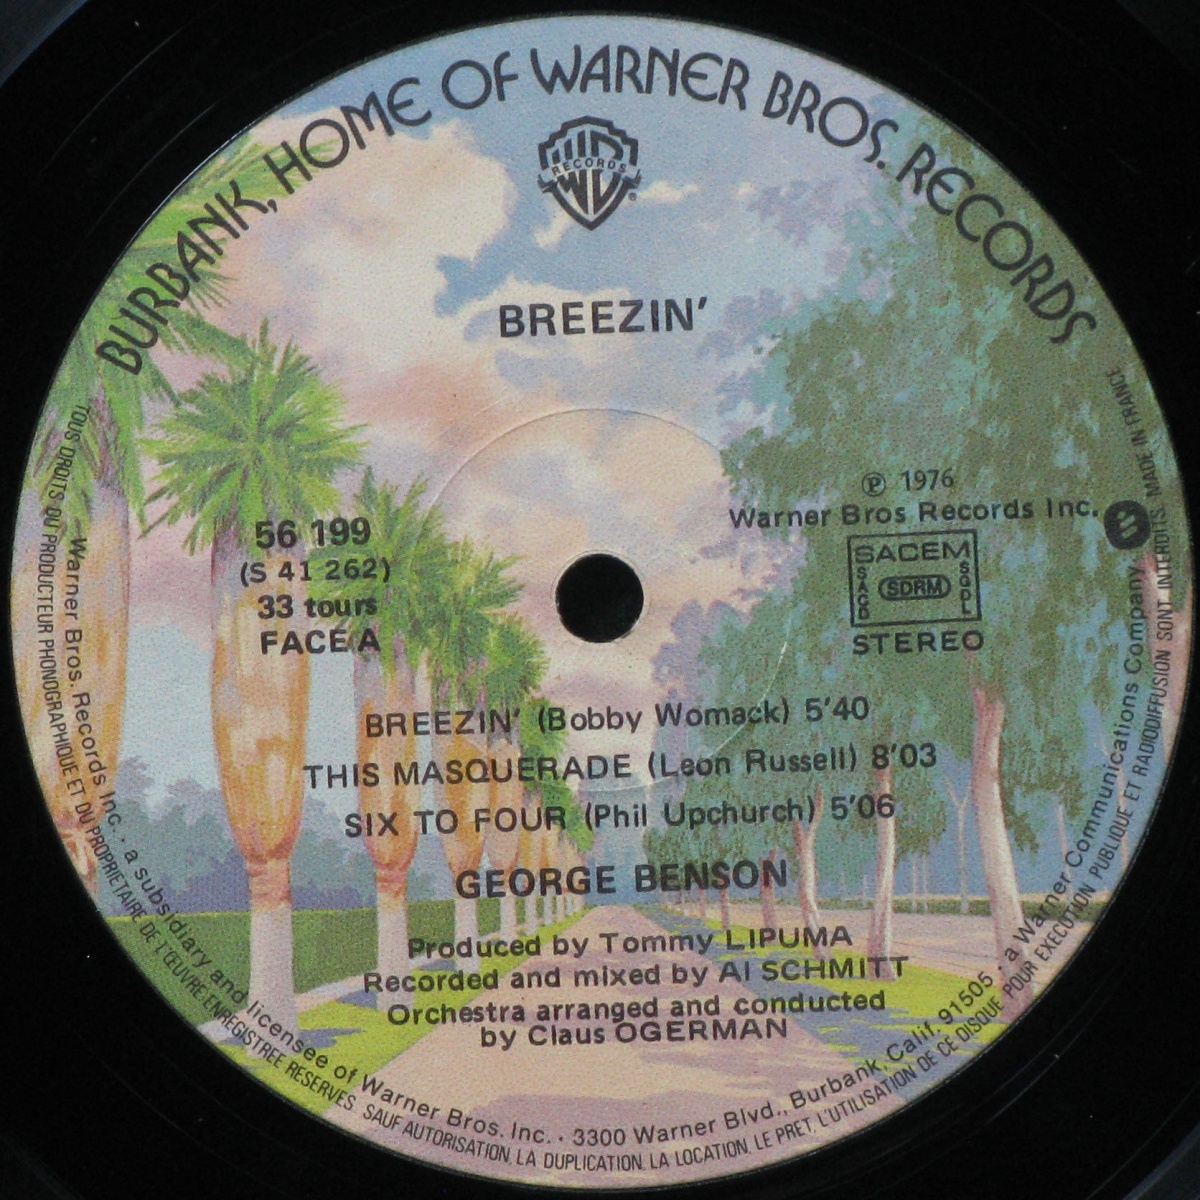 BURBANK, HOME OF WARNER BROS. RECORDS
RECORDS
®
BREEZIN'
56 199
(S 41 262)
33 tours
FACE A
℗ 1976
Warner Bros Records Inc.
SACEM
SACD
SDRM
SGDL
STEREO
BREEZIN' (Bobby Womack) 5'40
THIS MASQUERADE (Leon Russell) 8'03
SIX TO FOUR (Phil Upchurch) 5'06
GEORGE BENSON
Produced by Tommy LIPUMA
Recorded and mixed by Al SCHMITT
Orchestra arranged and conducted
by Claus OGERMAN
Warner Bros. Records Inc. . a subsidiary and licensee of Warner Bros. Inc. · 3300 Warner Blvd., Burbank, Calif. 91505 . a Warner Communications Company
TOUS DROITS DU PRODUCTEUR PHONOGRAPHIQUE ET DU PROPRIETAIRE DE L'ŒUVRE ENREGISTREE RESERVES. SAUF AUTORISATION, LA DUPLICATION, LA LOCATION, LE PRET, L'UTILISATION DE CE DISQUE POUR EXECUTION PUBLIQUE ET RADIODIFFUSION SONT INTERDITS. MADE IN FRANCE